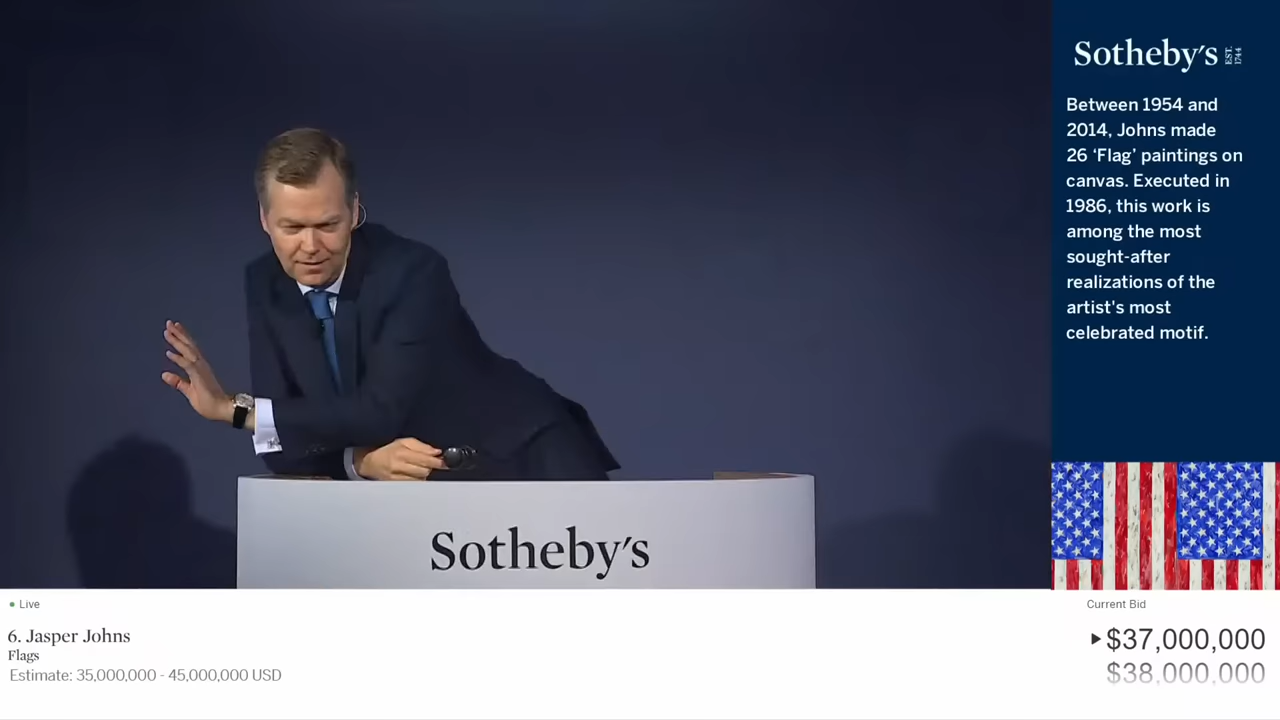 Sotheby's EST. 1744
Between 1954 and
2014, Johns made
26 ‘Flag’ paintings on
canvas. Executed in
1986, this work is
among the most
sought-after
realizations of the
artist's most
celebrated motif.
Sotheby's
Live
6. Jasper Johns
Flags
Estimate: 35,000,000 - 45,000,000 USD
Current Bid
$37,000,000
$38,000,000